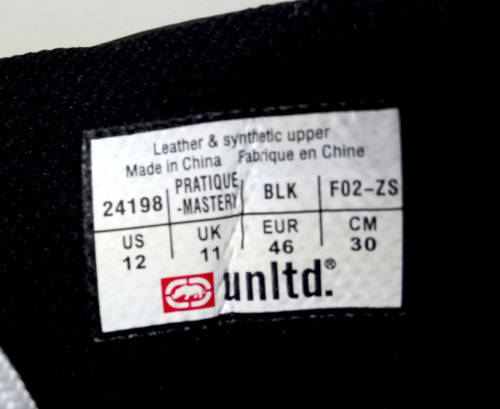 Leather & synthetic upper
Made in China Fabrique en Chine
24198 PRATIQUE -MASTERY BLK F02-ZS
US UK EUR CM
12 11 46 30
unltd.®